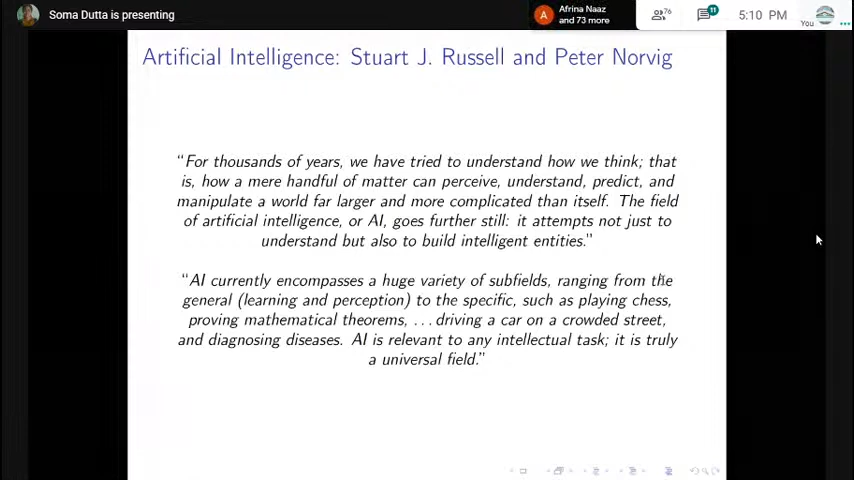 Soma Dutta is presenting
Afrina Naaz
and 73 more
A
76
11
5:10 PM
You
Artificial Intelligence: Stuart J. Russell and Peter Norvig
“For thousands of years, we have tried to understand how we think; that
is, how a mere handful of matter can perceive, understand, predict, and
manipulate a world far larger and more complicated than itself. The field
of artificial intelligence, or AI, goes further still: it attempts not just to
understand but also to build intelligent entities.”
“AI currently encompasses a huge variety of subfields, ranging from the
general (learning and perception) to the specific, such as playing chess,
proving mathematical theorems, ...driving a car on a crowded street,
and diagnosing diseases. AI is relevant to any intellectual task; it is truly
a universal field.”